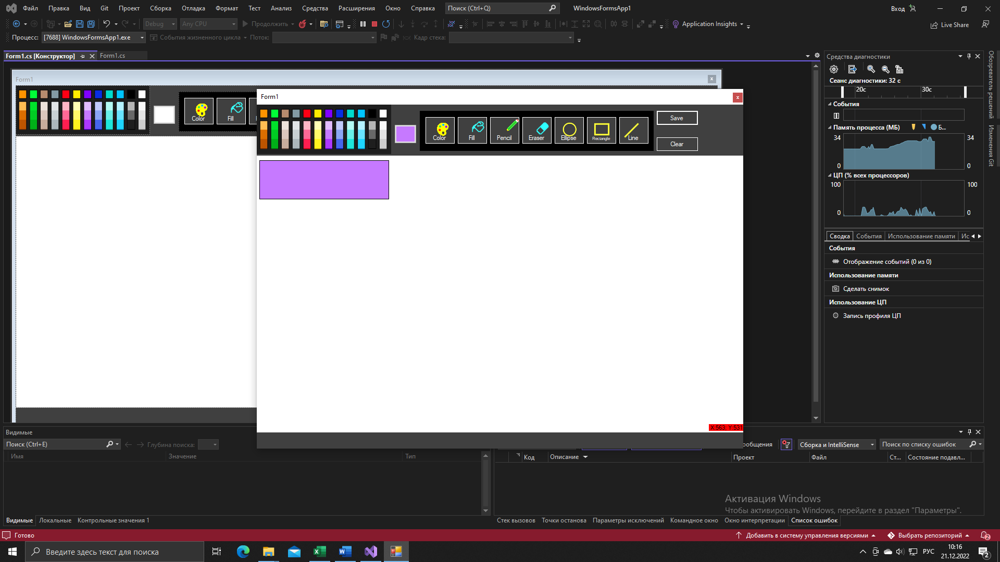 Файл Правка Вид Git Проект Сборка Отладка Формат Тест Анализ Средства Расширения Окно Справка Поиск (Ctrl+Q) WindowsFormsApp1 Вход
Debug Any CPU Продолжить Application Insights Live Share
Процесс: [7688] WindowsFormsApp1.exe События жизненного цикла Поток: Кадр стека:
Form1.cs [Конструктор] Form1.cs
Form1
Color
Fill
Form1
Color
Fill
Pencil
Eraser
Ellipse
Rectangle
Line
Save
Clear
X:563; Y:531
Средства диагностики
Сеанс диагностики: 32 с
20с 30с
События
Память процесса (МБ) Б...
34 34
0 0
ЦП (% всех процессоров)
100 100
0 0
Сводка События Использование памяти Ис
События
Отображение событий (0 из 0)
Использование памяти
Сделать снимок
Использование ЦП
Запись профиля ЦП
Обозреватель решений
Изменения Git
Видимые
Поиск (Ctrl+E) Глубина поиска:
Имя Значение Тип
Видимые Локальные Контрольные значения 1
ообщения Сборка и IntelliSense Поиск по списку ошибок
Код Описание Проект Файл Ст... Состояние подавл...
Активация Windows
Чтобы активировать Windows, перейдите в раздел "Параметры".
Стек вызовов Точки останова Параметры исключений Командное окно Окно интерпретации Список ошибок
Готово Добавить в систему управления версиями Выбрать репозиторий 2
Введите здесь текст для поиска
РУС
10:16
21.12.2022
2